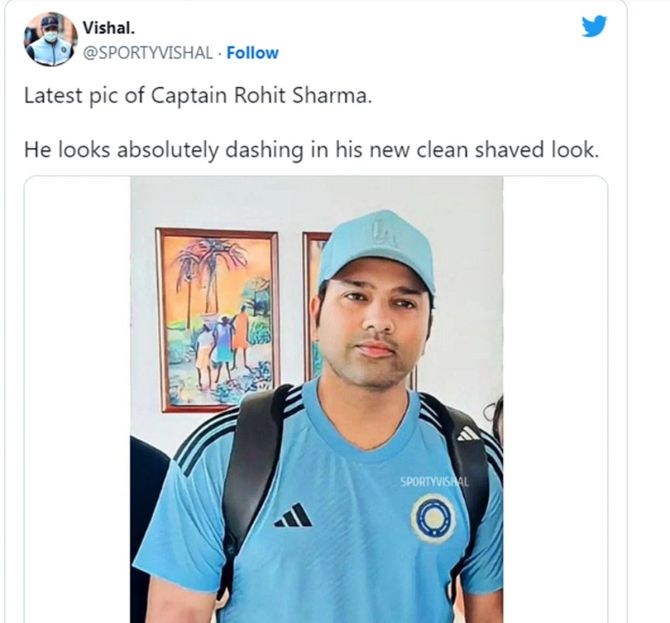 Vishal.
@SPORTYVISHAL · Follow
Latest pic of Captain Rohit Sharma.
He looks absolutely dashing in his new clean shaved look.
LA
SPORTYVISHAL